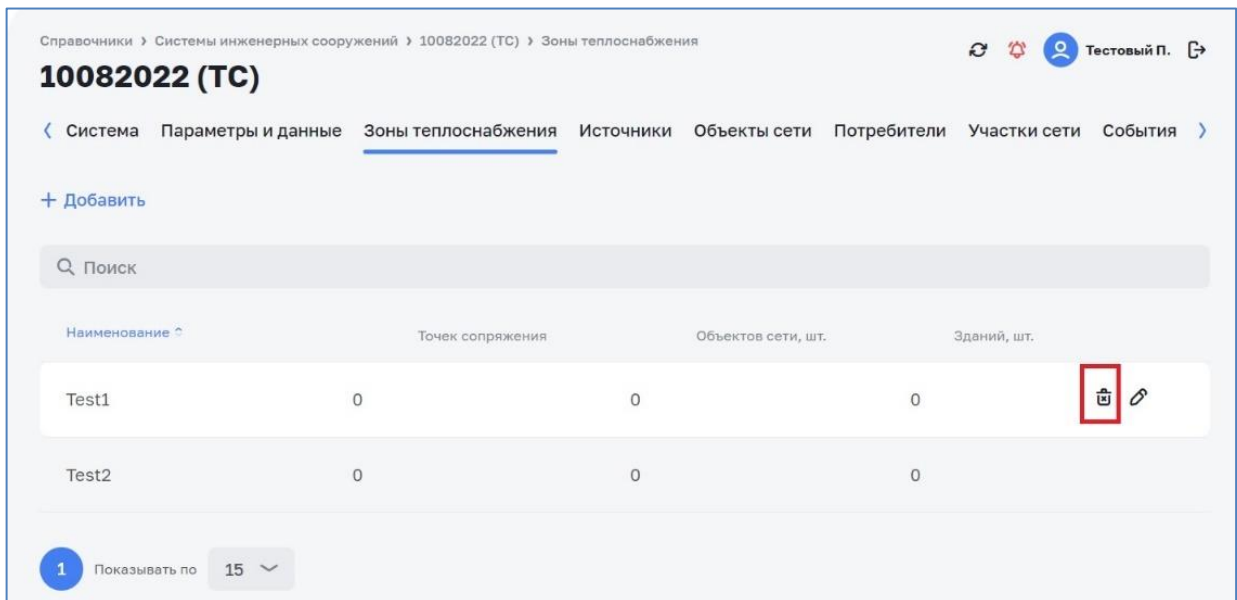 Справочники › Системы инженерных сооружений › 10082022 (ТС) › Зоны теплоснабжения
Тестовый П.
10082022 (ТС)
Система Параметры и данные Зоны теплоснабжения Источники Объекты сети Потребители Участки сети События
+ Добавить
Поиск
Наименование Точек сопряжения Объектов сети, шт. Зданий, шт.
Test1 0 0 0
Test2 0 0 0
1 Показывать по 15